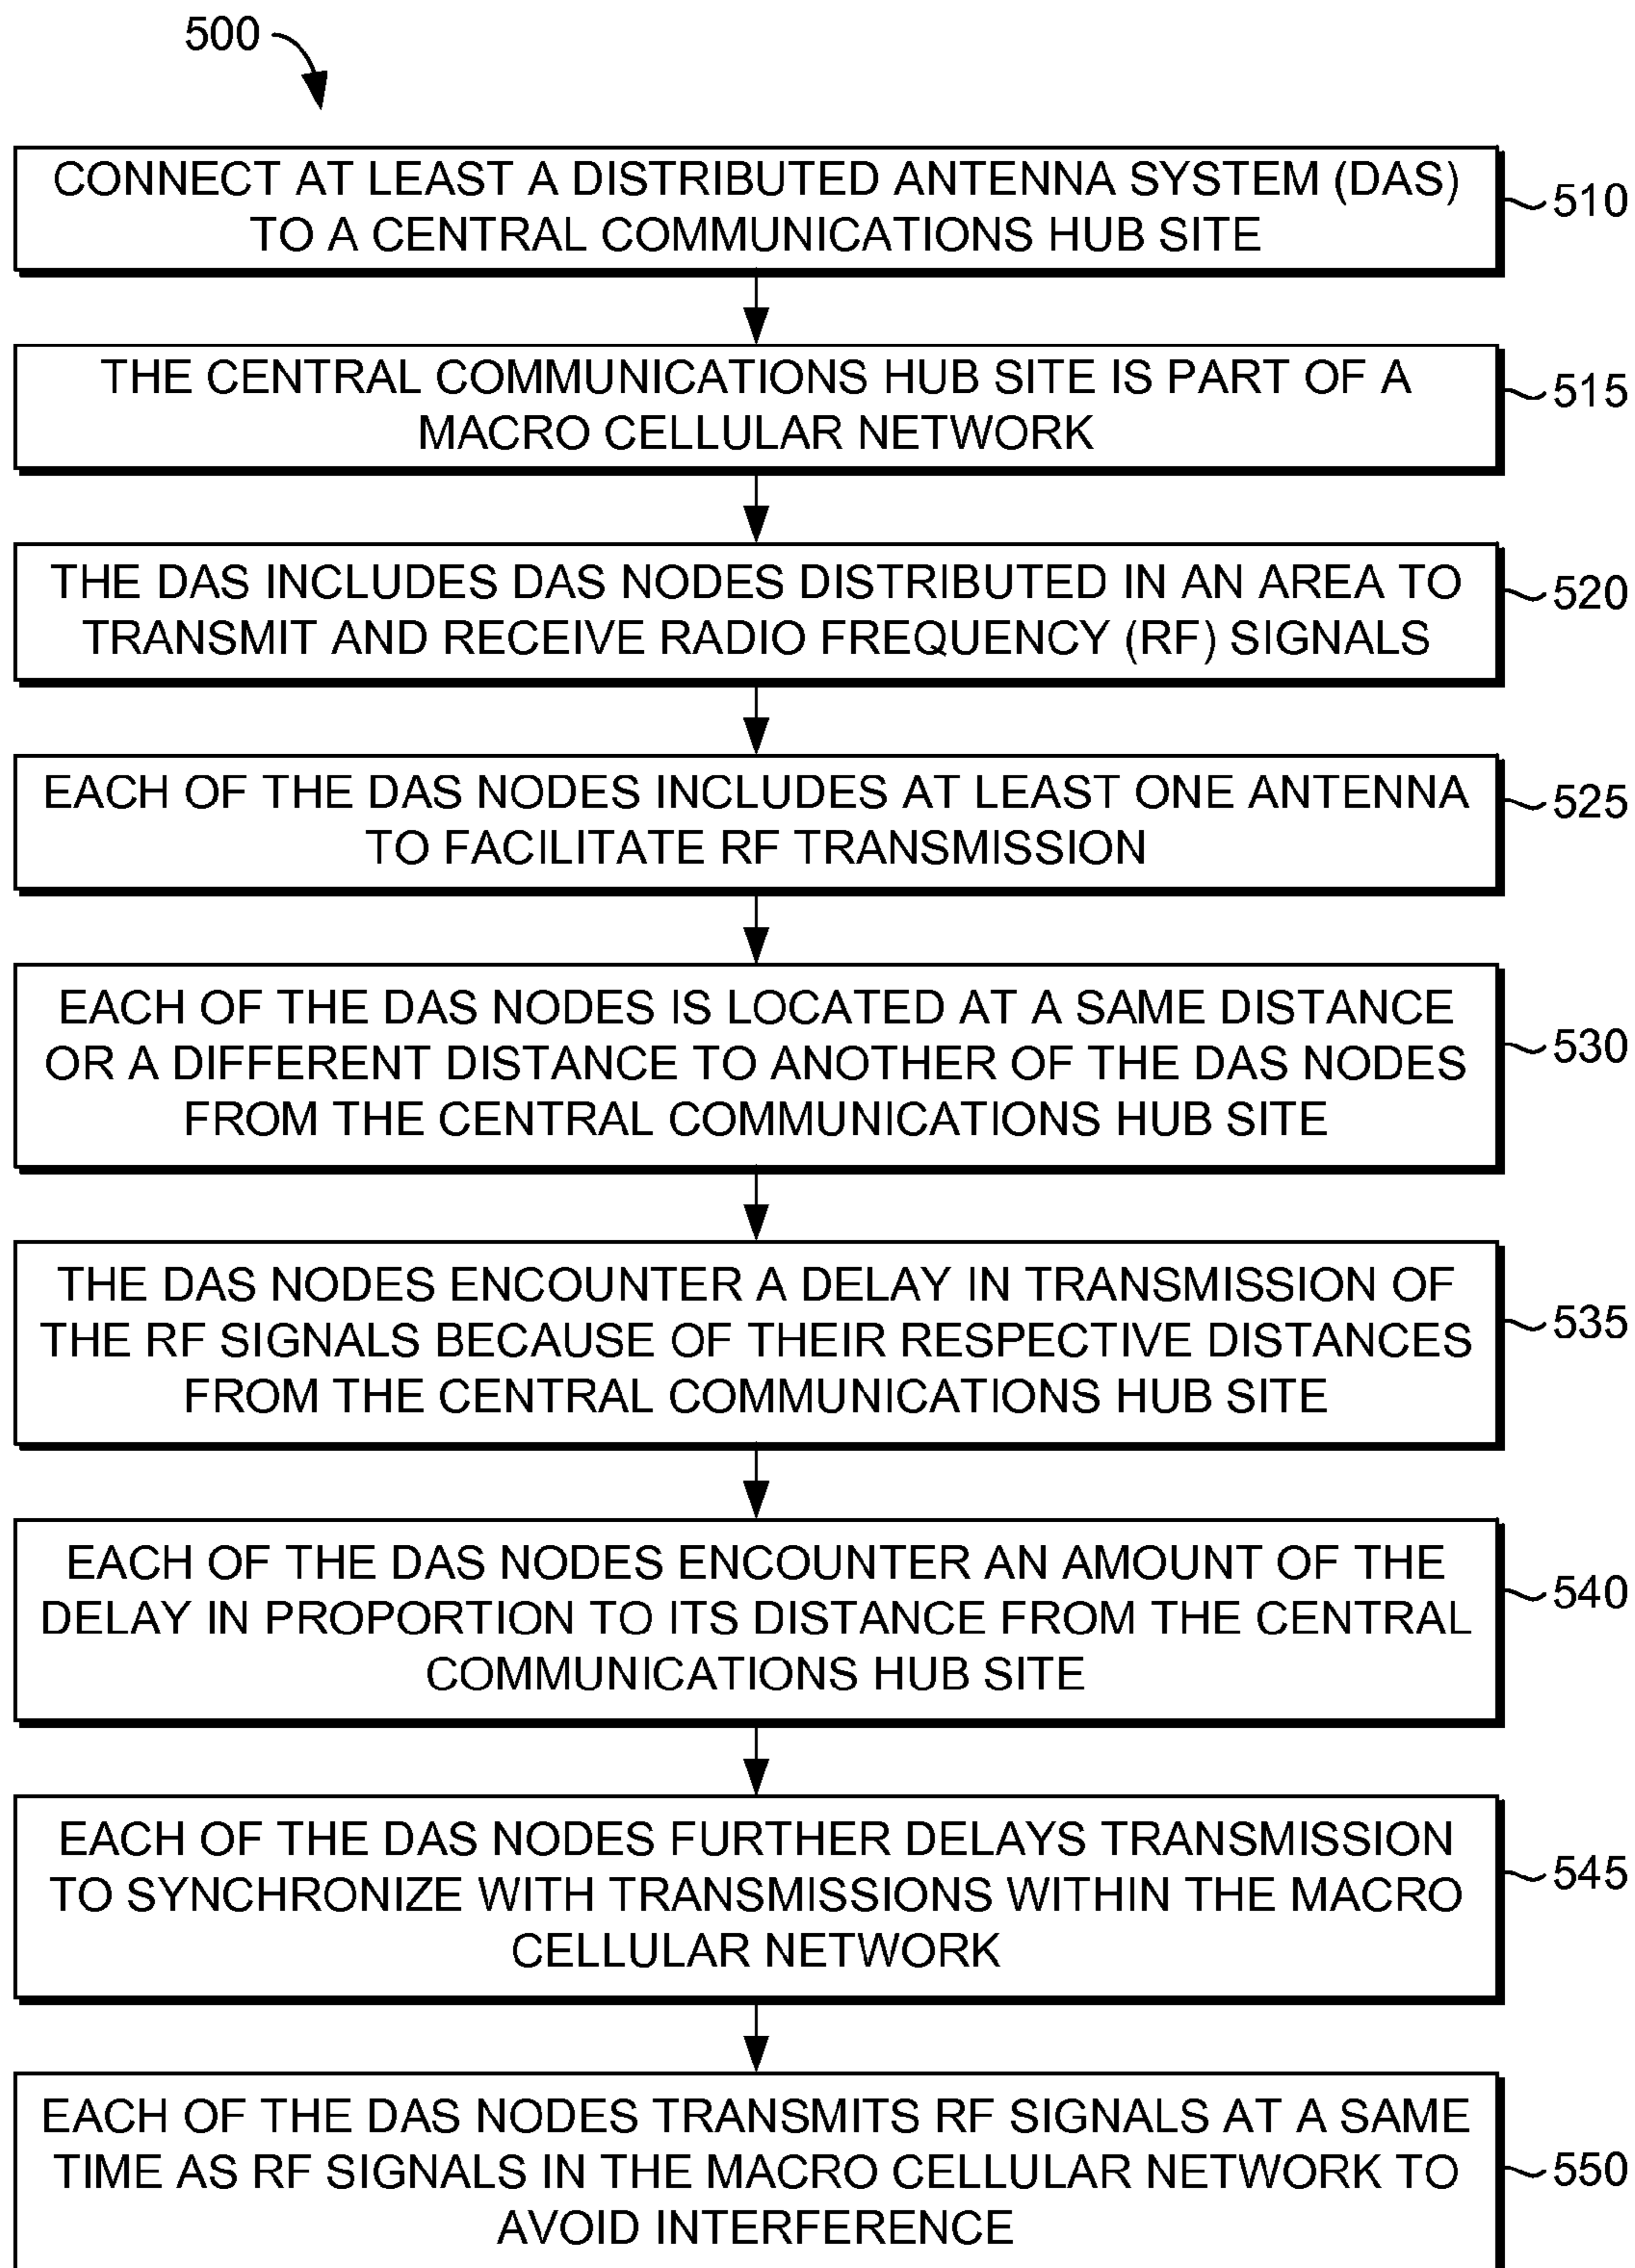 500
CONNECT AT LEAST A DISTRIBUTED ANTENNA SYSTEM (DAS)
TO A CENTRAL COMMUNICATIONS HUB SITE
510
THE CENTRAL COMMUNICATIONS HUB SITE IS PART OF A
MACRO CELLULAR NETWORK
515
THE DAS INCLUDES DAS NODES DISTRIBUTED IN AN AREA TO
TRANSMIT AND RECEIVE RADIO FREQUENCY (RF) SIGNALS
520
EACH OF THE DAS NODES INCLUDES AT LEAST ONE ANTENNA
TO FACILITATE RF TRANSMISSION
525
EACH OF THE DAS NODES IS LOCATED AT A SAME DISTANCE
OR A DIFFERENT DISTANCE TO ANOTHER OF THE DAS NODES
FROM THE CENTRAL COMMUNICATIONS HUB SITE
530
THE DAS NODES ENCOUNTER A DELAY IN TRANSMISSION OF
THE RF SIGNALS BECAUSE OF THEIR RESPECTIVE DISTANCES
FROM THE CENTRAL COMMUNICATIONS HUB SITE
535
EACH OF THE DAS NODES ENCOUNTER AN AMOUNT OF THE
DELAY IN PROPORTION TO ITS DISTANCE FROM THE CENTRAL
COMMUNICATIONS HUB SITE
540
EACH OF THE DAS NODES FURTHER DELAYS TRANSMISSION
TO SYNCHRONIZE WITH TRANSMISSIONS WITHIN THE MACRO
CELLULAR NETWORK
545
EACH OF THE DAS NODES TRANSMITS RF SIGNALS AT A SAME
TIME AS RF SIGNALS IN THE MACRO CELLULAR NETWORK TO
AVOID INTERFERENCE
550